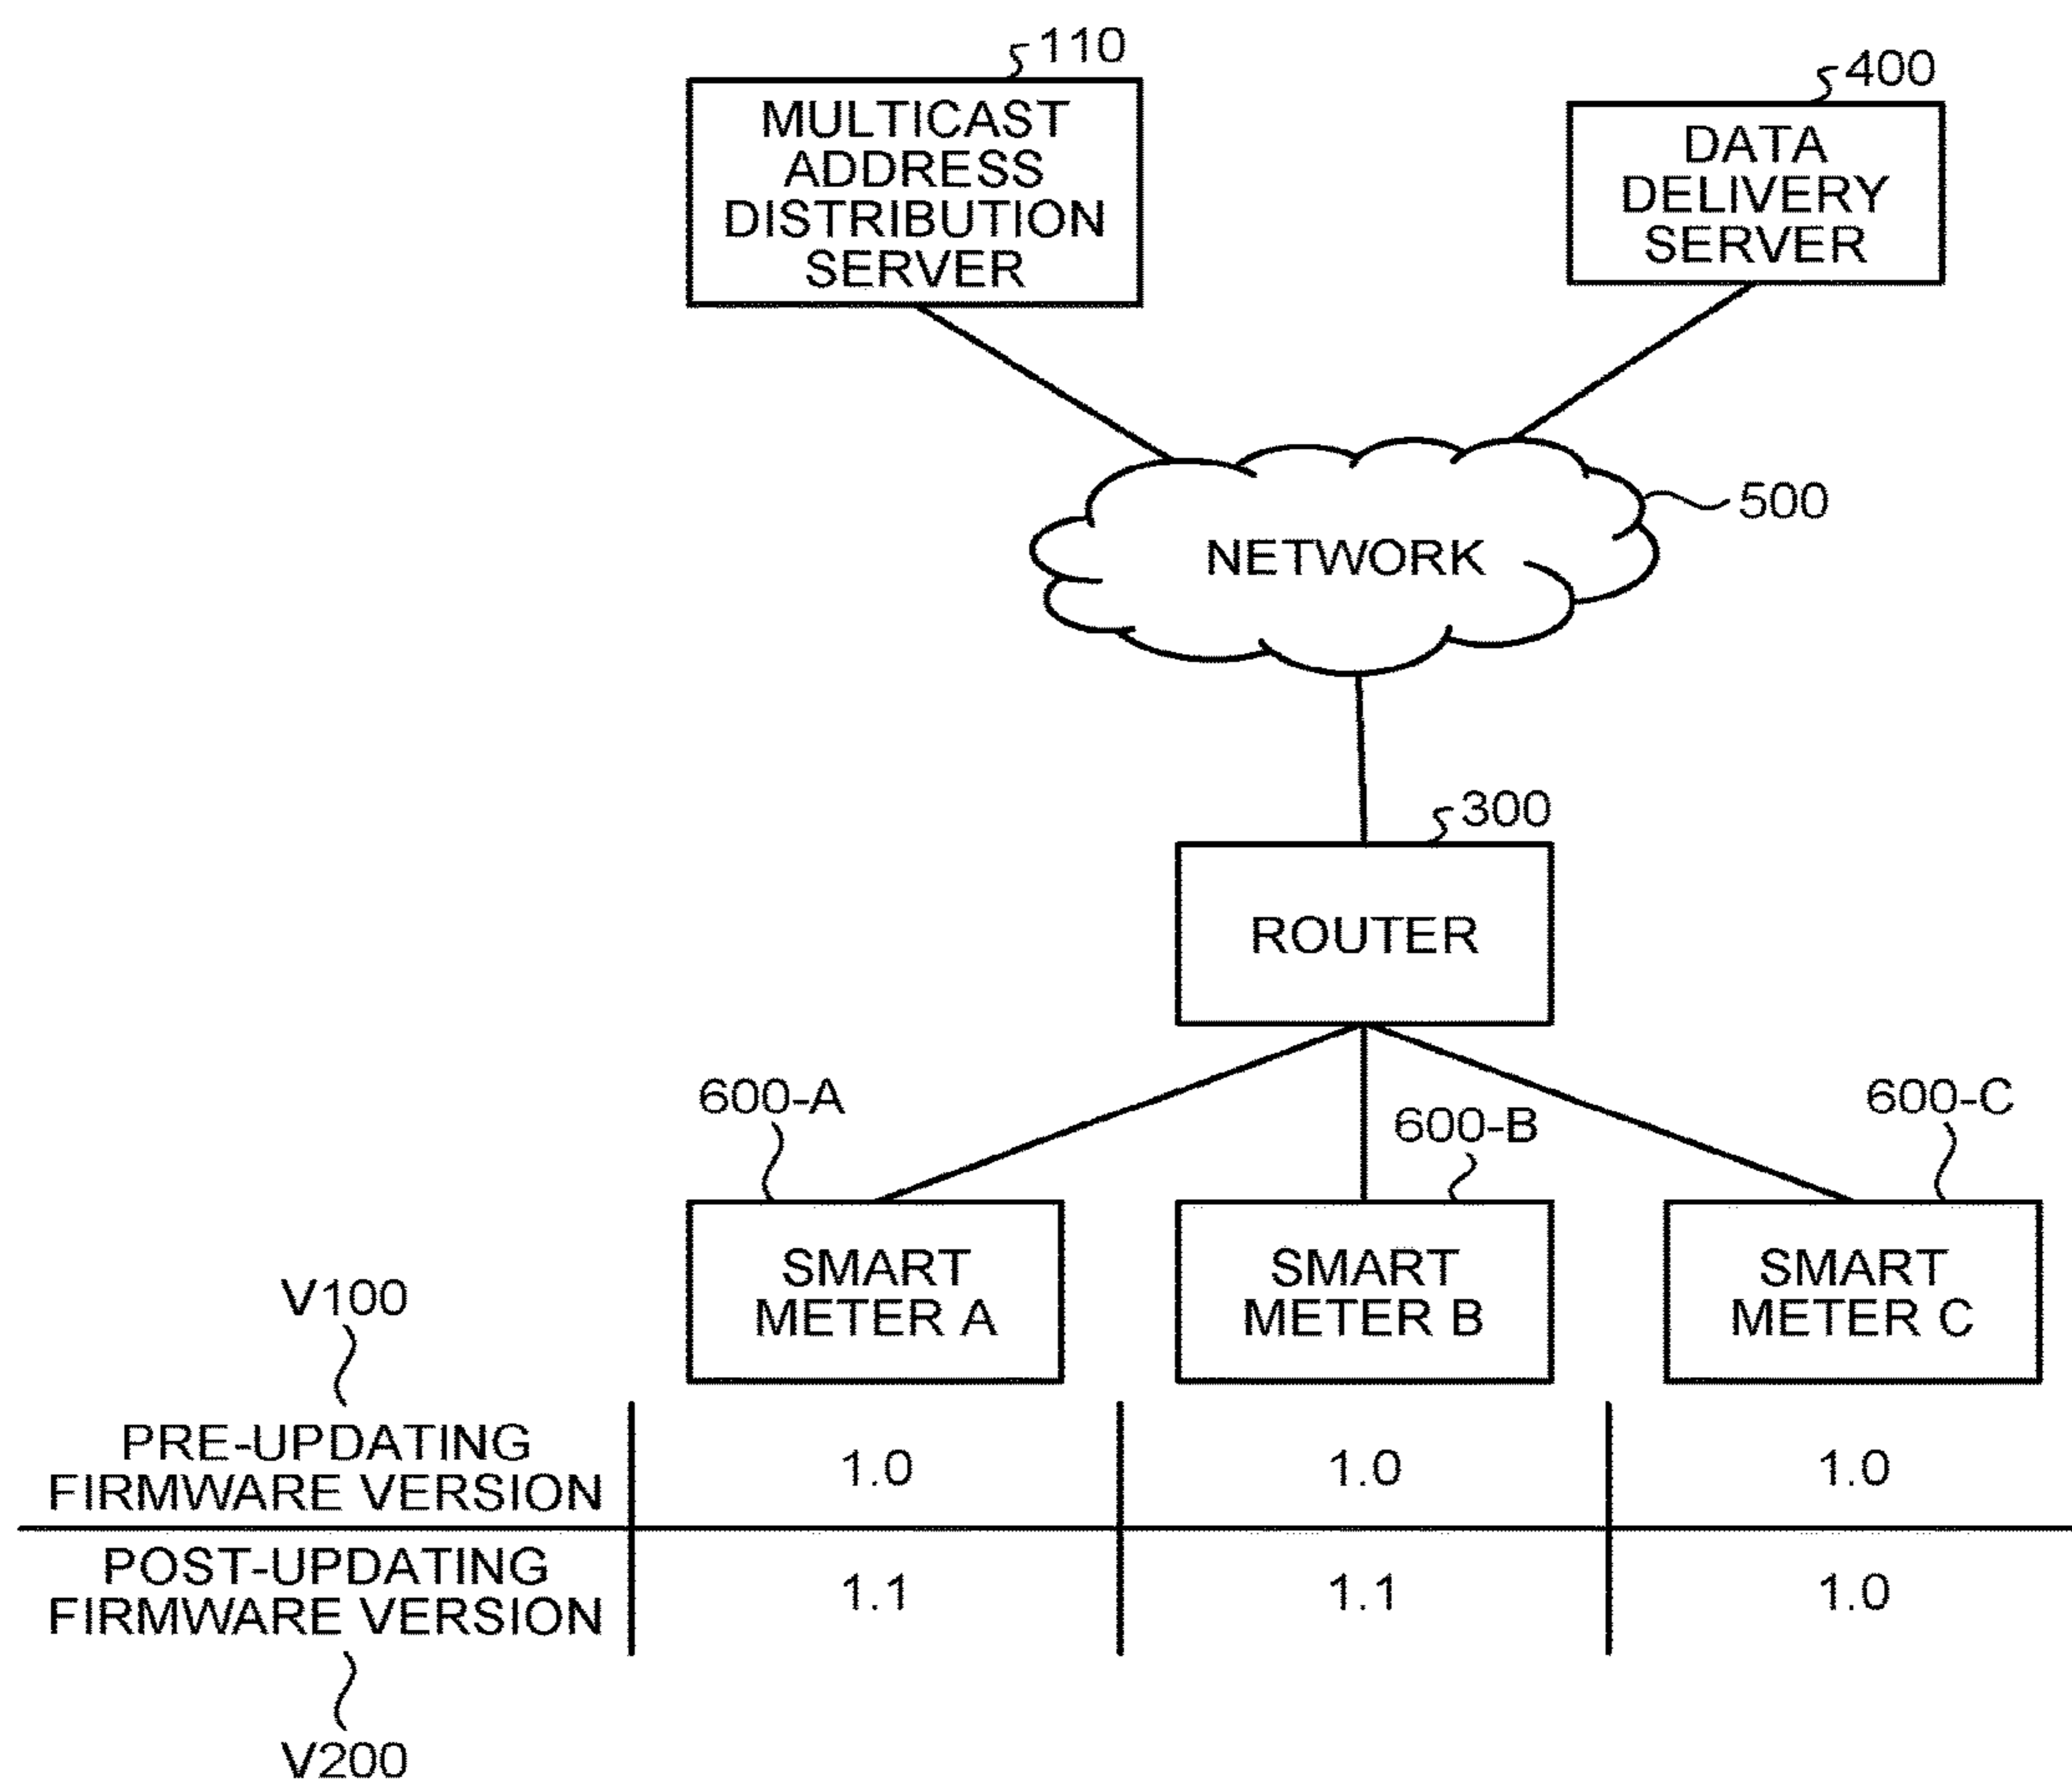 110
MULTICAST
ADDRESS
DISTRIBUTION
SERVER
400
DATA
DELIVERY
SERVER
500
NETWORK
300
ROUTER
600-A
600-B
600-C
SMART
METER A
SMART
METER B
SMART
METER C
V100
PRE-UPDATING
FIRMWARE VERSION
1.0
1.0
1.0
POST-UPDATING
FIRMWARE VERSION
1.1
1.1
1.0
V200